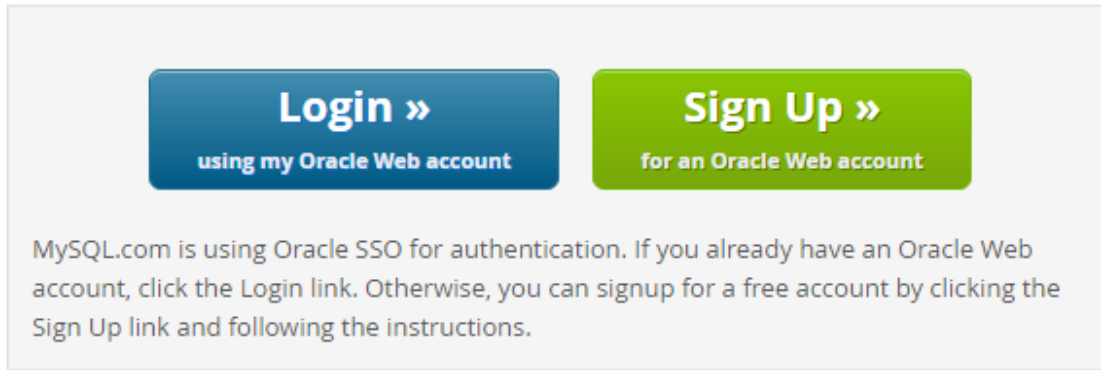 Login »
using my Oracle Web account
Sign Up »
for an Oracle Web account
MySQL.com is using Oracle SSO for authentication. If you already have an Oracle Web
account, click the Login link. Otherwise, you can signup for a free account by clicking the
Sign Up link and following the instructions.